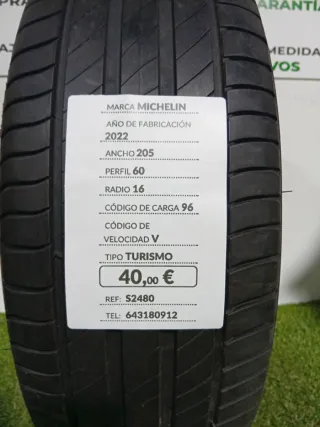 GARANTÍA
MEDIDA
MARCA MICHELIN
AÑO DE FABRICACIÓN
2022
ANCHO 205
PERFIL 60
RADIO 16
CÓDIGO DE CARGA 96
CÓDIGO DE
VELOCIDAD V
TIPO TURISMO
40,00 €
REF: S2480
TEL: 643180912